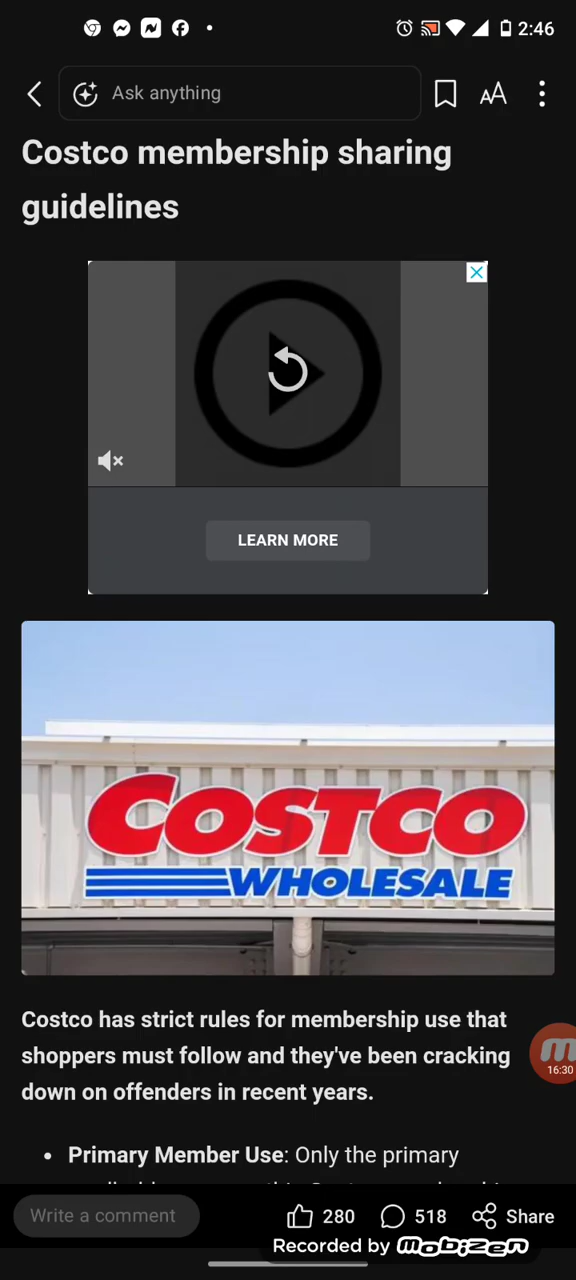 2:46
Ask anything
AA
Costco membership sharing
guidelines
LEARN MORE
COSTCO
WHOLESALE
Costco has strict rules for membership use that
shoppers must follow and they've been cracking
down on offenders in recent years.
16:30
• Primary Member Use: Only the primary
Write a comment
280
518
Share
Recorded by mobizen